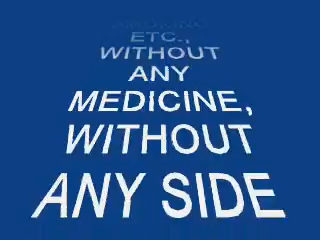 ETC.,
WITHOUT
ANY
MEDICINE,
WITHOUT
ANY SIDE